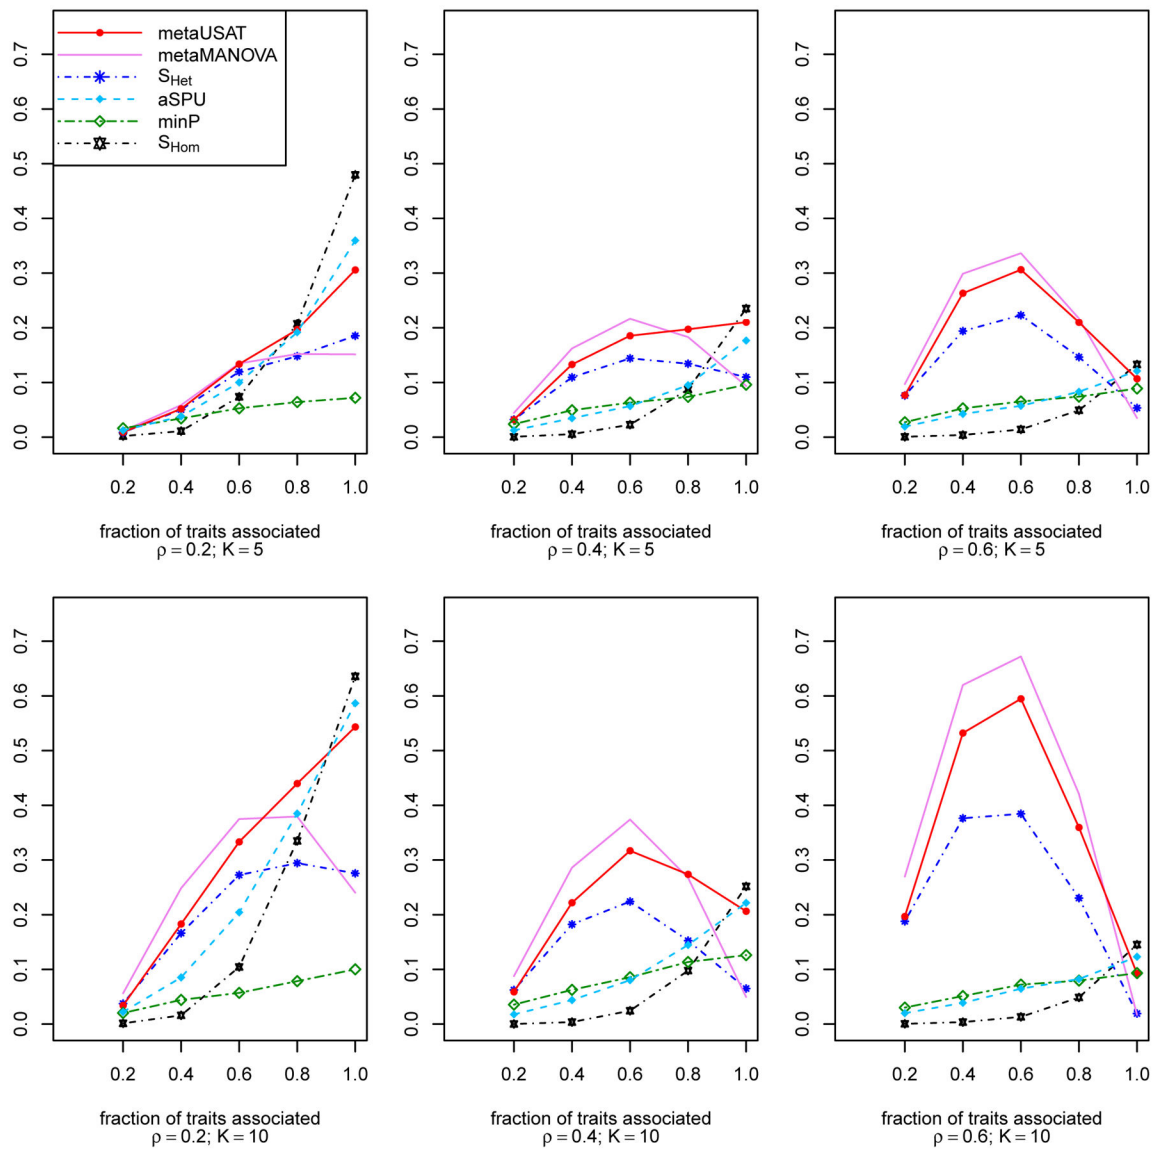 metaUSAT
metaMANOVA
S_Het
aSPU
minP
S_Hom
0.0 0.1 0.2 0.3 0.4 0.5 0.6 0.7
0.2 0.4 0.6 0.8 1.0
fraction of traits associated
ρ = 0.2; K = 5
0.0 0.1 0.2 0.3 0.4 0.5 0.6 0.7
0.2 0.4 0.6 0.8 1.0
fraction of traits associated
ρ = 0.4; K = 5
0.0 0.1 0.2 0.3 0.4 0.5 0.6 0.7
0.2 0.4 0.6 0.8 1.0
fraction of traits associated
ρ = 0.6; K = 5
0.0 0.1 0.2 0.3 0.4 0.5 0.6 0.7
0.2 0.4 0.6 0.8 1.0
fraction of traits associated
ρ = 0.2; K = 10
0.0 0.1 0.2 0.3 0.4 0.5 0.6 0.7
0.2 0.4 0.6 0.8 1.0
fraction of traits associated
ρ = 0.4; K = 10
0.0 0.1 0.2 0.3 0.4 0.5 0.6 0.7
0.2 0.4 0.6 0.8 1.0
fraction of traits associated
ρ = 0.6; K = 10